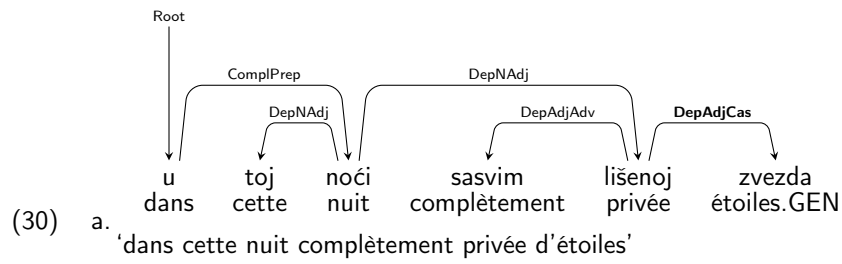 Root
ComplPrep DepNAdj
DepNAdj DepAdjAdv DepAdjCas
u toj noći sasvim lišenoj zvezda
dans cette nuit complètement privée étoiles.GEN
(30) a.
‘dans cette nuit complètement privée d’étoiles’